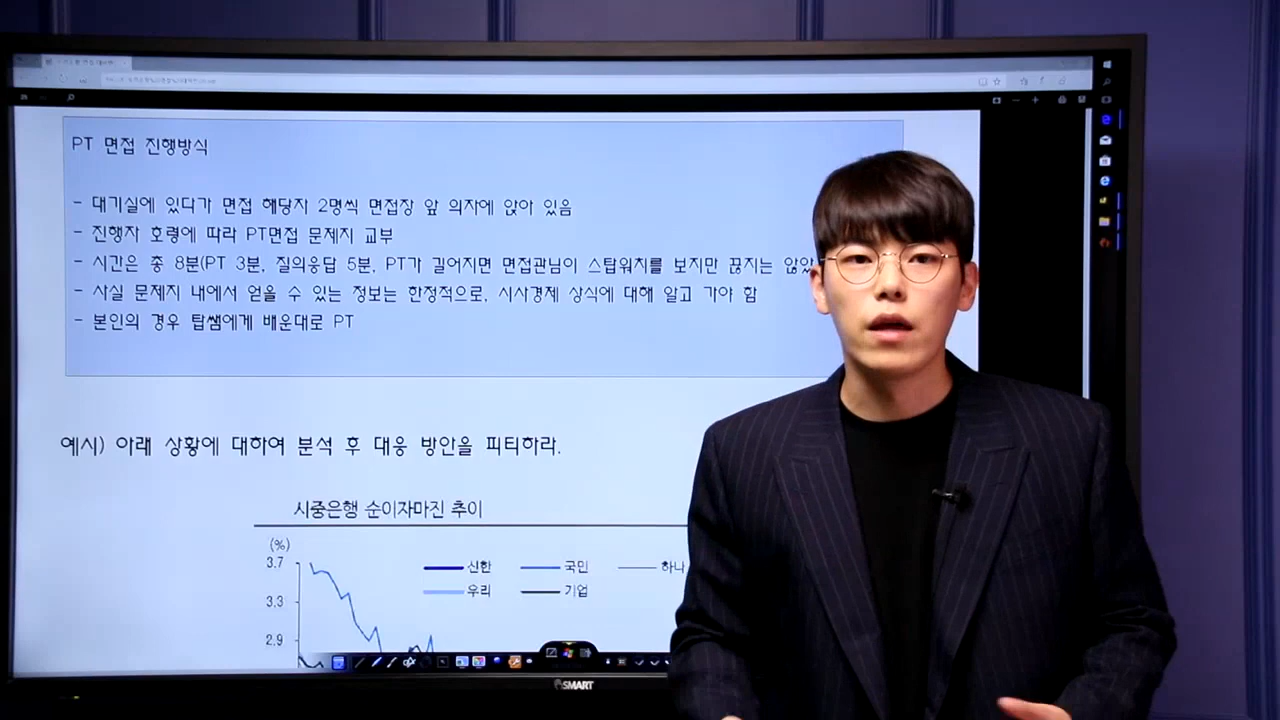 PT 면접 진행방식
- 대기실에 있다가 면접 해당자 2명씩 면접장 앞 의자에 앉아 있음
- 진행자 호령에 따라 PT면접 문제지 교부
- 시간은 총 8분(PT 3분, 질의응답 5분, PT가 길어지면 면접관님이 스탑워치를 보지만 끊지는 않았
- 사실 문제지 내에서 얻을 수 있는 정보는 한정적으로, 시사경제 상식에 대해 알고 가야 함
- 본인의 경우 탑쌤에게 배운대로 PT
예시) 아래 상황에 대하여 분석 후 대응 방안을 피티하라.
시중은행 순이자마진 추이
(%)
3.7 신한 국민 하나
우리 기업
3.3
2.9
SMART